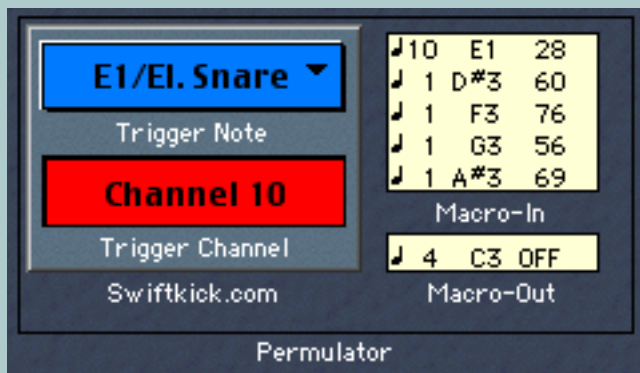 E1/El. Snare
Trigger Note
Channel 10
Trigger Channel
Swiftkick.com
♩10 E1 28
♩ 1 D#3 60
♩ 1 F3 76
♩ 1 G3 56
♩ 1 A#3 69
Macro-In
♩ 4 C3 OFF
Macro-Out
Permulator